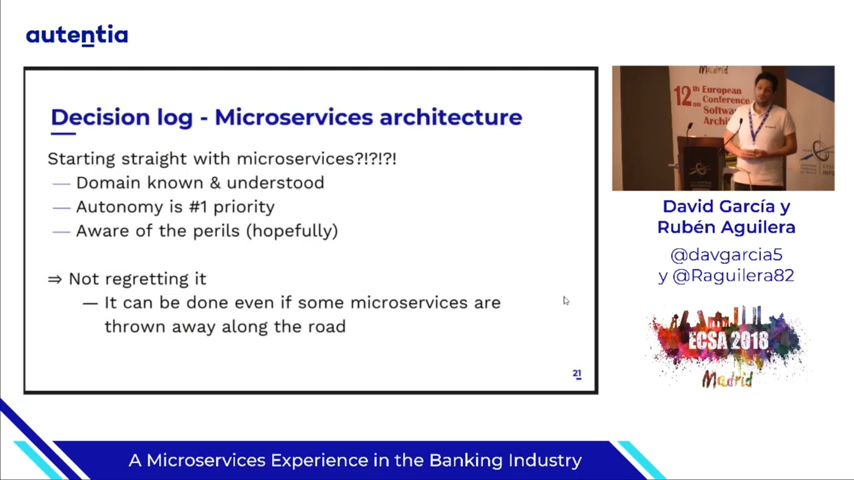 autentia
Decision log - Microservices architecture
Starting straight with microservices?!?!?!
— Domain known & understood
— Autonomy is #1 priority
— Aware of the perils (hopefully)
⇒ Not regretting it
— It can be done even if some microservices are
thrown away along the road
21
Madrid
12th European
Conference
on Softwa
Archi
David García y
Rubén Aguilera
@davgarcia5
y @Raguilera82
ECSA 2018
Madrid
A Microservices Experience in the Banking Industry